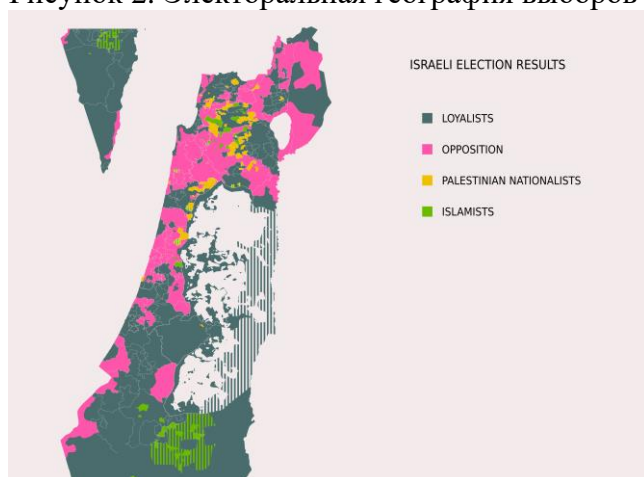 Рисунок 2. Электоральная география выборов
ISRAELI ELECTION RESULTS
LOYALISTS
OPPOSITION
PALESTINIAN NATIONALISTS
ISLAMISTS